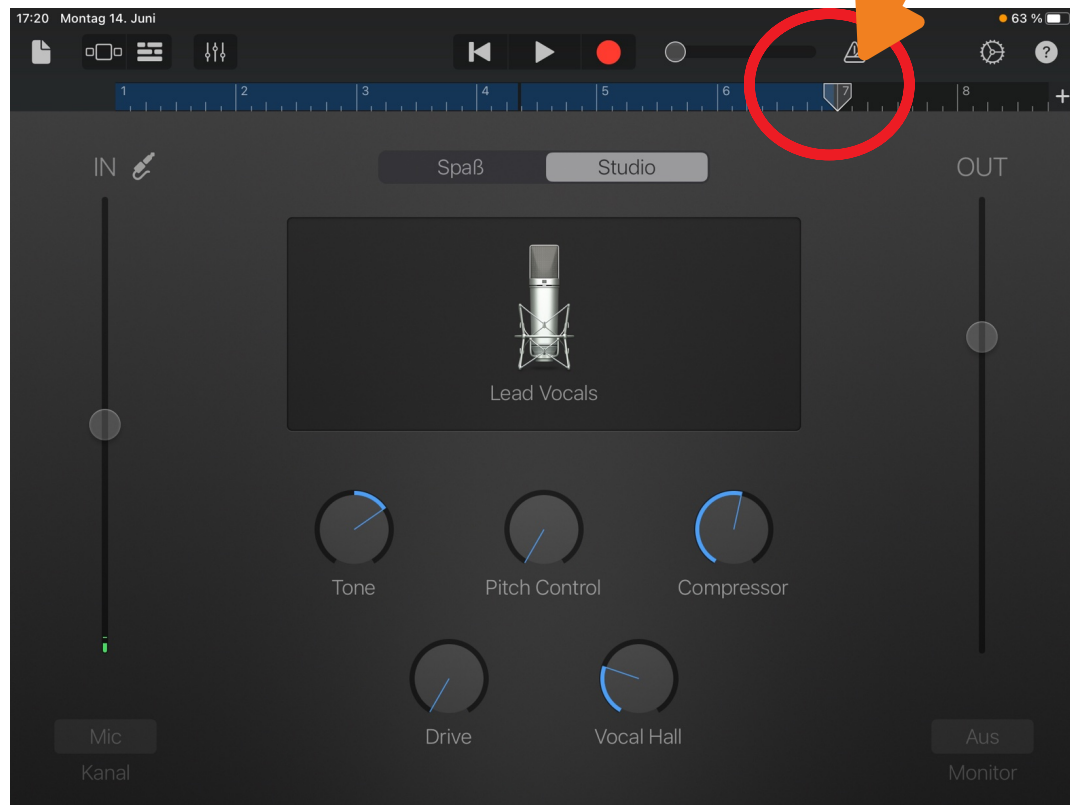 17:20 Montag 14. Juni
63 %
?
1 2 3 4 5 6 7 8 +
IN
Spaß Studio
OUT
Lead Vocals
Tone Pitch Control Compressor
Drive Vocal Hall
Mic
Aus
Kanal
Monitor